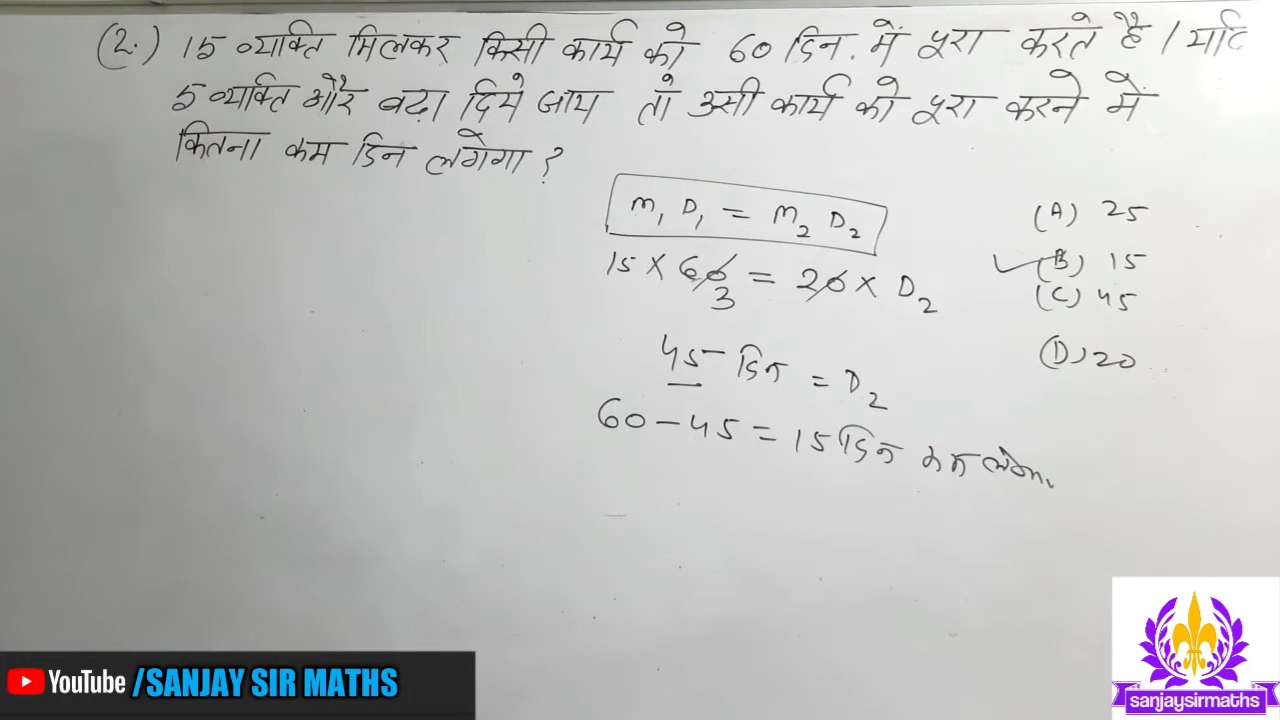 (2.) 15 व्यक्ति मिलकर किसी कार्य को 60 दिन. में पूरा करते है । यदि
5 व्यक्ति और बढ़ा दिये जाय तो उसी कार्य को पूरा करने में
कितना कम दिन लगेगा ?
m₁ D₁ = m₂ D₂
(A) 25
15 × 60 = 20 × D₂
3
(B) 15
(C) 45
45 दिन = D₂
(D) 20
60 - 45 = 15 दिन कम लगेगा
YouTube /SANJAY SIR MATHS
sanjaysirmaths